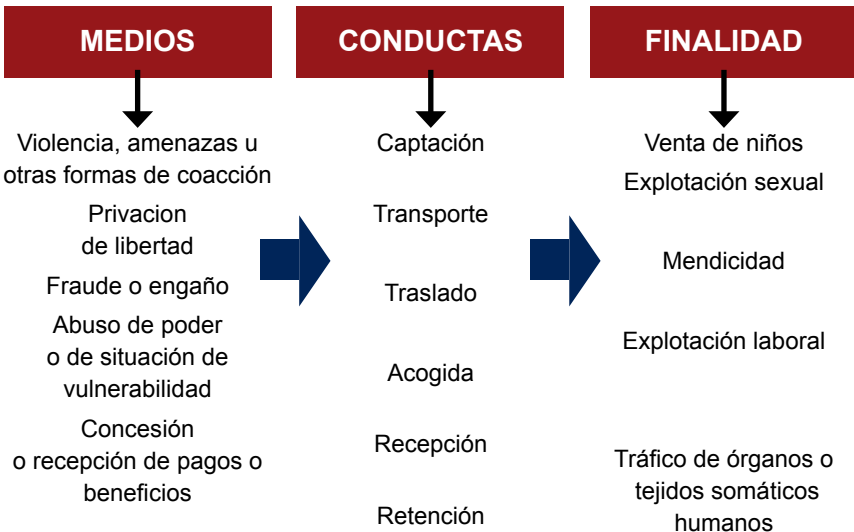 MEDIOS
Violencia, amenazas u
otras formas de coacción
Privacion
de libertad
Fraude o engaño
Abuso de poder
o de situación de
vulnerabilidad
Concesión
o recepción de pagos o
beneficios
CONDUCTAS
Captación
Transporte
Traslado
Acogida
Recepción
Retención
FINALIDAD
Venta de niños
Explotación sexual
Mendicidad
Explotación laboral
Tráfico de órganos o
tejidos somáticos
humanos